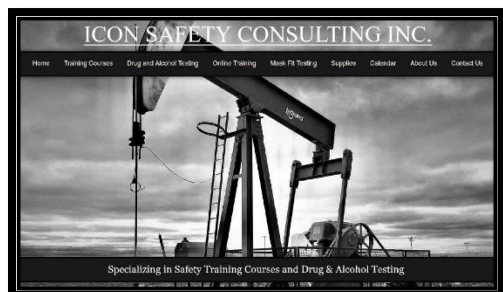 ICON SAFETY CONSULTING INC.
Home Training Courses Drug and Alcohol Testing Online Training Mask Fit Testing Supplies Calendar About Us Contact Us
Specializing in Safety Training Courses and Drug & Alcohol Testing